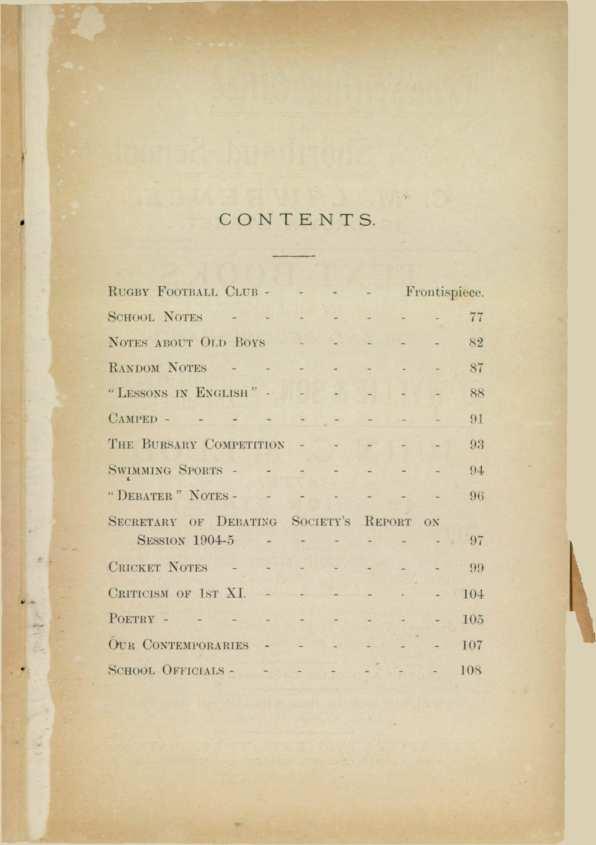 CONTENTS.
RUGBY FOOTBALL CLUB - - - - Frontispiece.
SCHOOL NOTES - - - - - - - 77
NOTES ABOUT OLD BOYS - - - - - 82
RANDOM NOTES - - - - - - - 87
"LESSONS IN ENGLISH" - - - - - - 88
CAMPED - - - - - - - - - 91
THE BURSARY COMPETITION - - - - - 93
SWIMMING SPORTS - - - - - - - 94
"DEBATER" NOTES - - - - - - - 96
SECRETARY OF DEBATING SOCIETY'S REPORT ON
SESSION 1904-5 - - - - - - 97
CRICKET NOTES - - - - - - - 99
CRITICISM OF 1ST XI. - - - - - - 104
POETRY - - - - - - - - - 105
OUR CONTEMPORARIES - - - - - - 107
SCHOOL OFFICIALS - - - - - - - 108